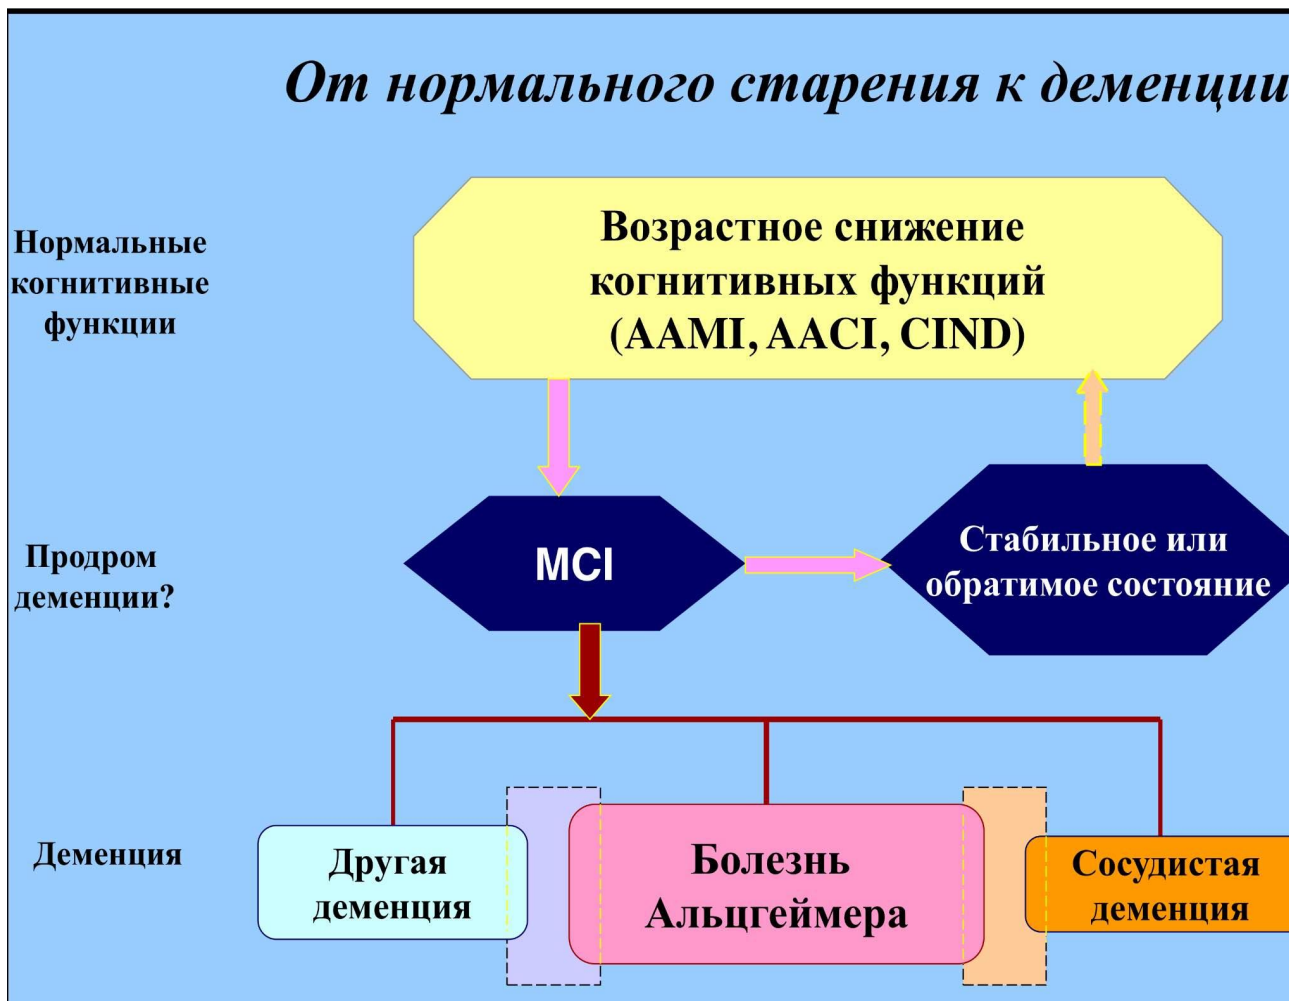 От нормального старения к деменции
Нормальные
когнитивные
функции
Возрастное снижение
когнитивных функций
(AAMI, AACI, CIND)
Продром
деменции?
MCI
Стабильное или
обратимое состояние
Деменция
Другая
деменция
Болезнь
Альцгеймера
Сосудистая
деменция